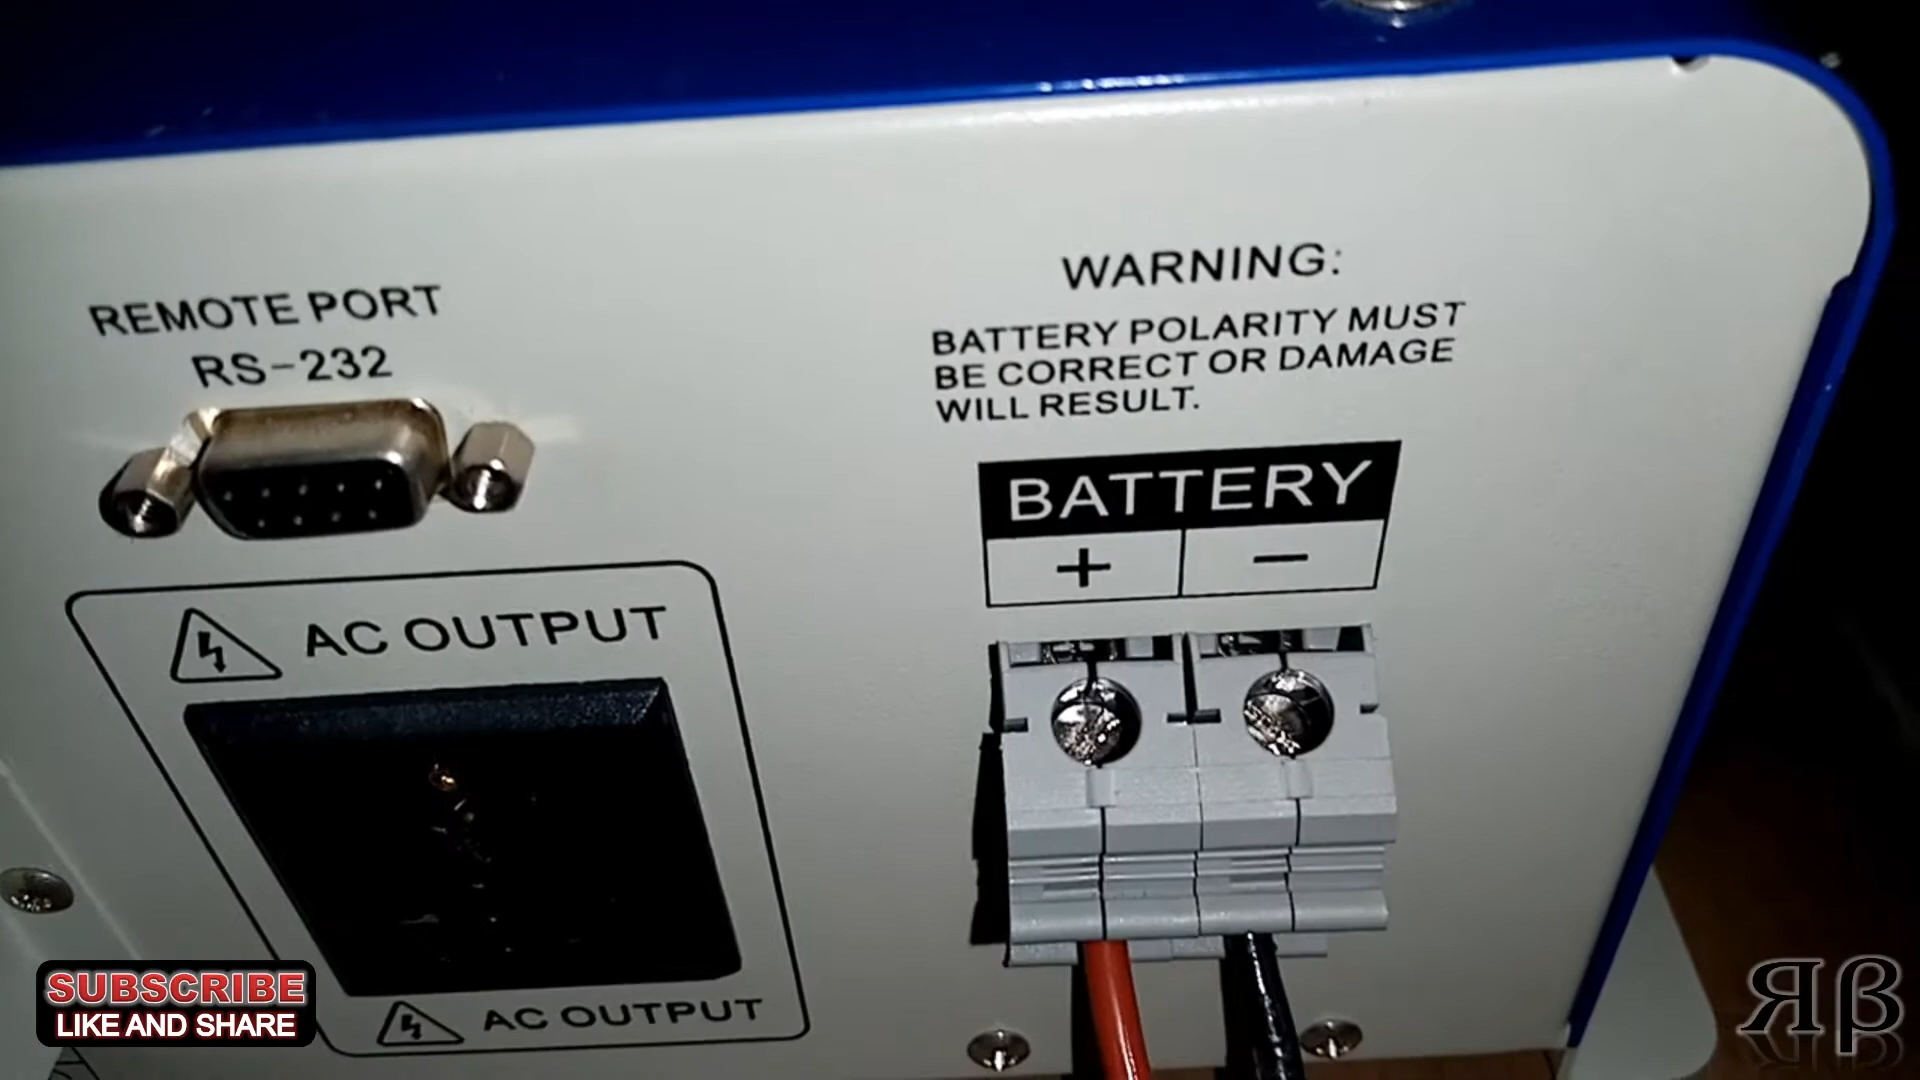 REMOTE PORT
RS-232
WARNING:
BATTERY POLARITY MUST
BE CORRECT OR DAMAGE
WILL RESULT.
BATTERY
+ −
AC OUTPUT
AC OUTPUT
SUBSCRIBE
LIKE AND SHARE
Яβ